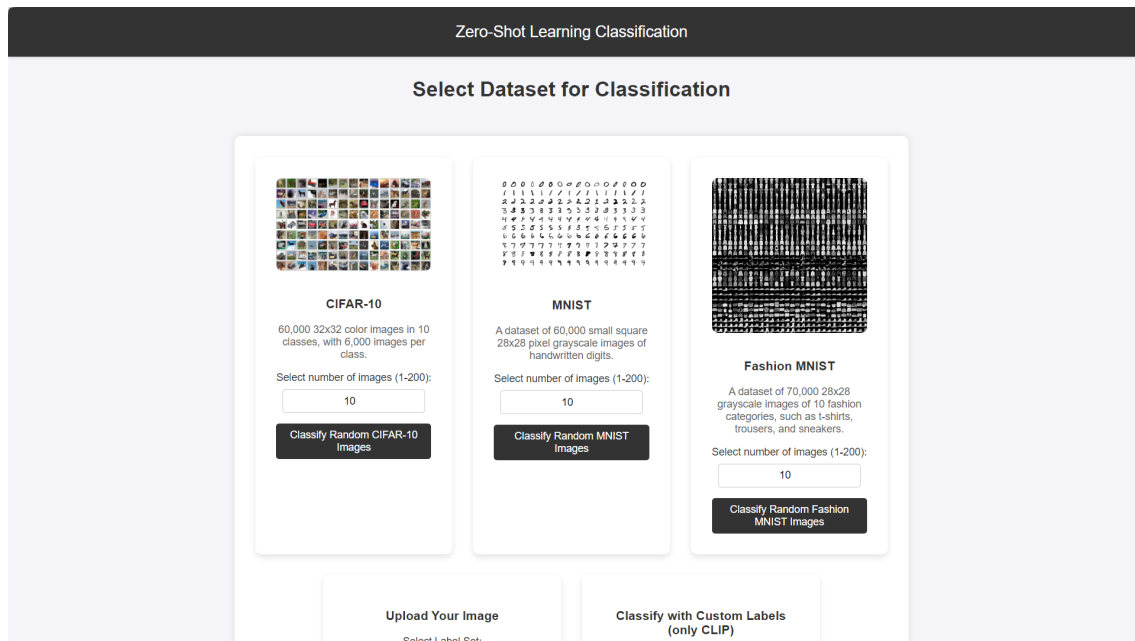 Zero-Shot Learning Classification
Select Dataset for Classification
CIFAR-10
60,000 32x32 color images in 10
classes, with 6,000 images per
class.
Select number of images (1-200):
10
Classify Random CIFAR-10
Images
MNIST
A dataset of 60,000 small square
28x28 pixel grayscale images of
handwritten digits.
Select number of images (1-200):
10
Classify Random MNIST
Images
Fashion MNIST
A dataset of 70,000 28x28
grayscale images of 10 fashion
categories, such as t-shirts,
trousers, and sneakers.
Select number of images (1-200):
10
Classify Random Fashion
MNIST Images
Upload Your Image
Select Label Set:
Classify with Custom Labels
(only CLIP)